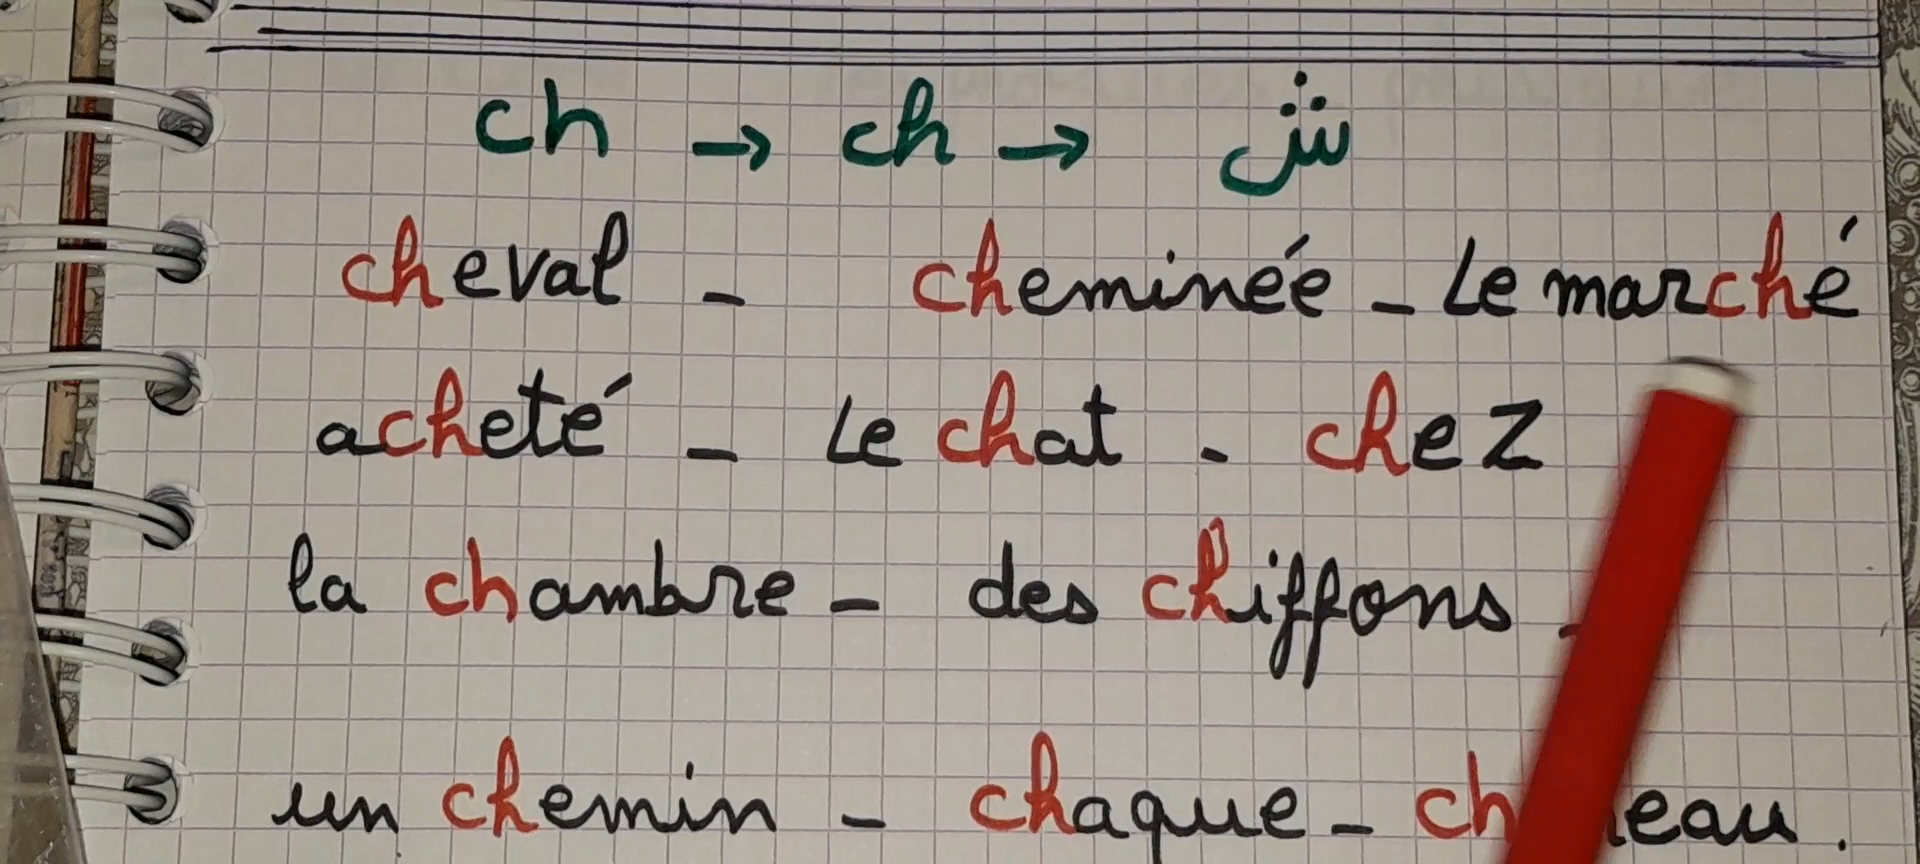 ch → ch → ش
cheval - cheminée - le marché
acheté - le chat - chez
la chambre - des chiffons -
un chemin - chaque -